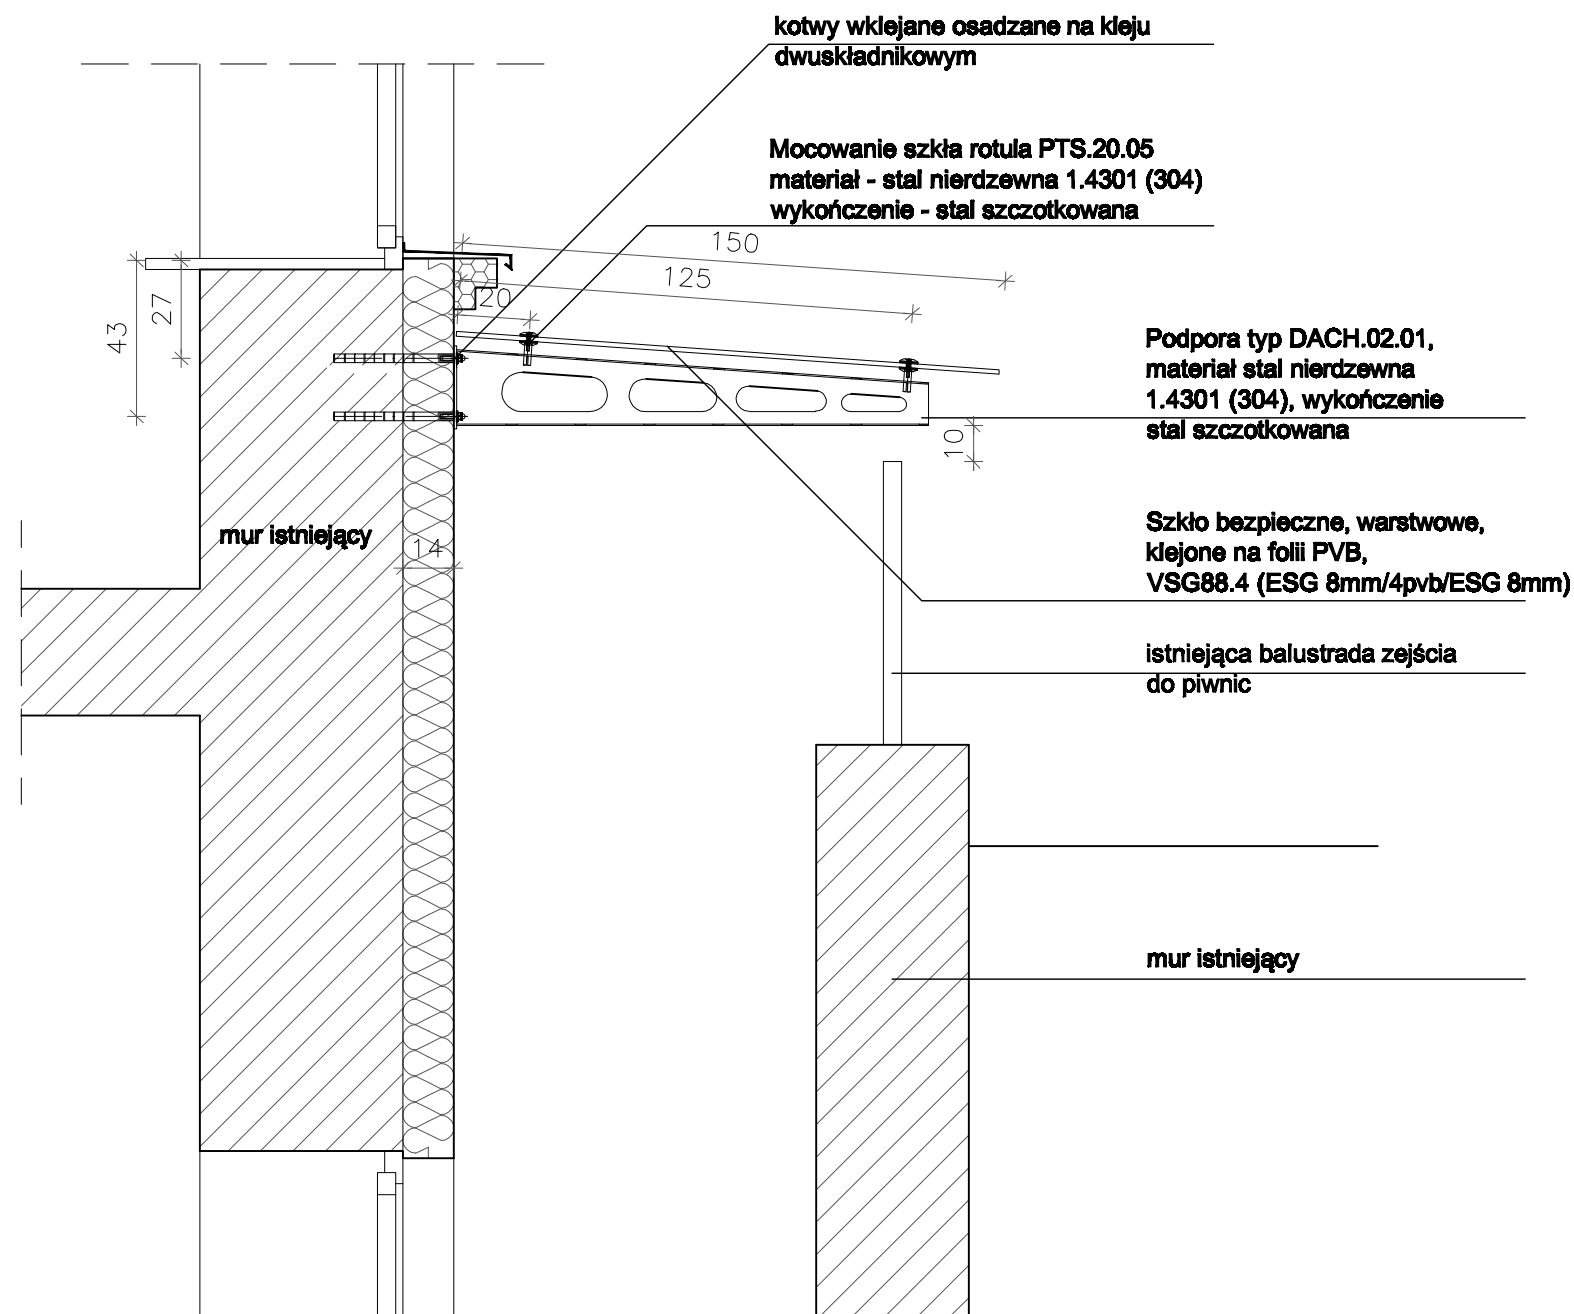 kotwy wklejane osadzane na kleju
dwuskładnikowym
Mocowanie szkła rotula PTS.20.05
materiał - stal nierdzewna 1.4301 (304)
wykończenie - stal szczotkowana
150
125
20
27
43
Podpora typ DACH.02.01,
materiał stal nierdzewna
1.4301 (304), wykończenie
stal szczotkowana
10
mur istniejący
14
Szkło bezpieczne, warstwowe,
klejone na folii PVB,
VSG88.4 (ESG 8mm/4pvb/ESG 8mm)
istniejąca balustrada zejścia
do piwnic
mur istniejący